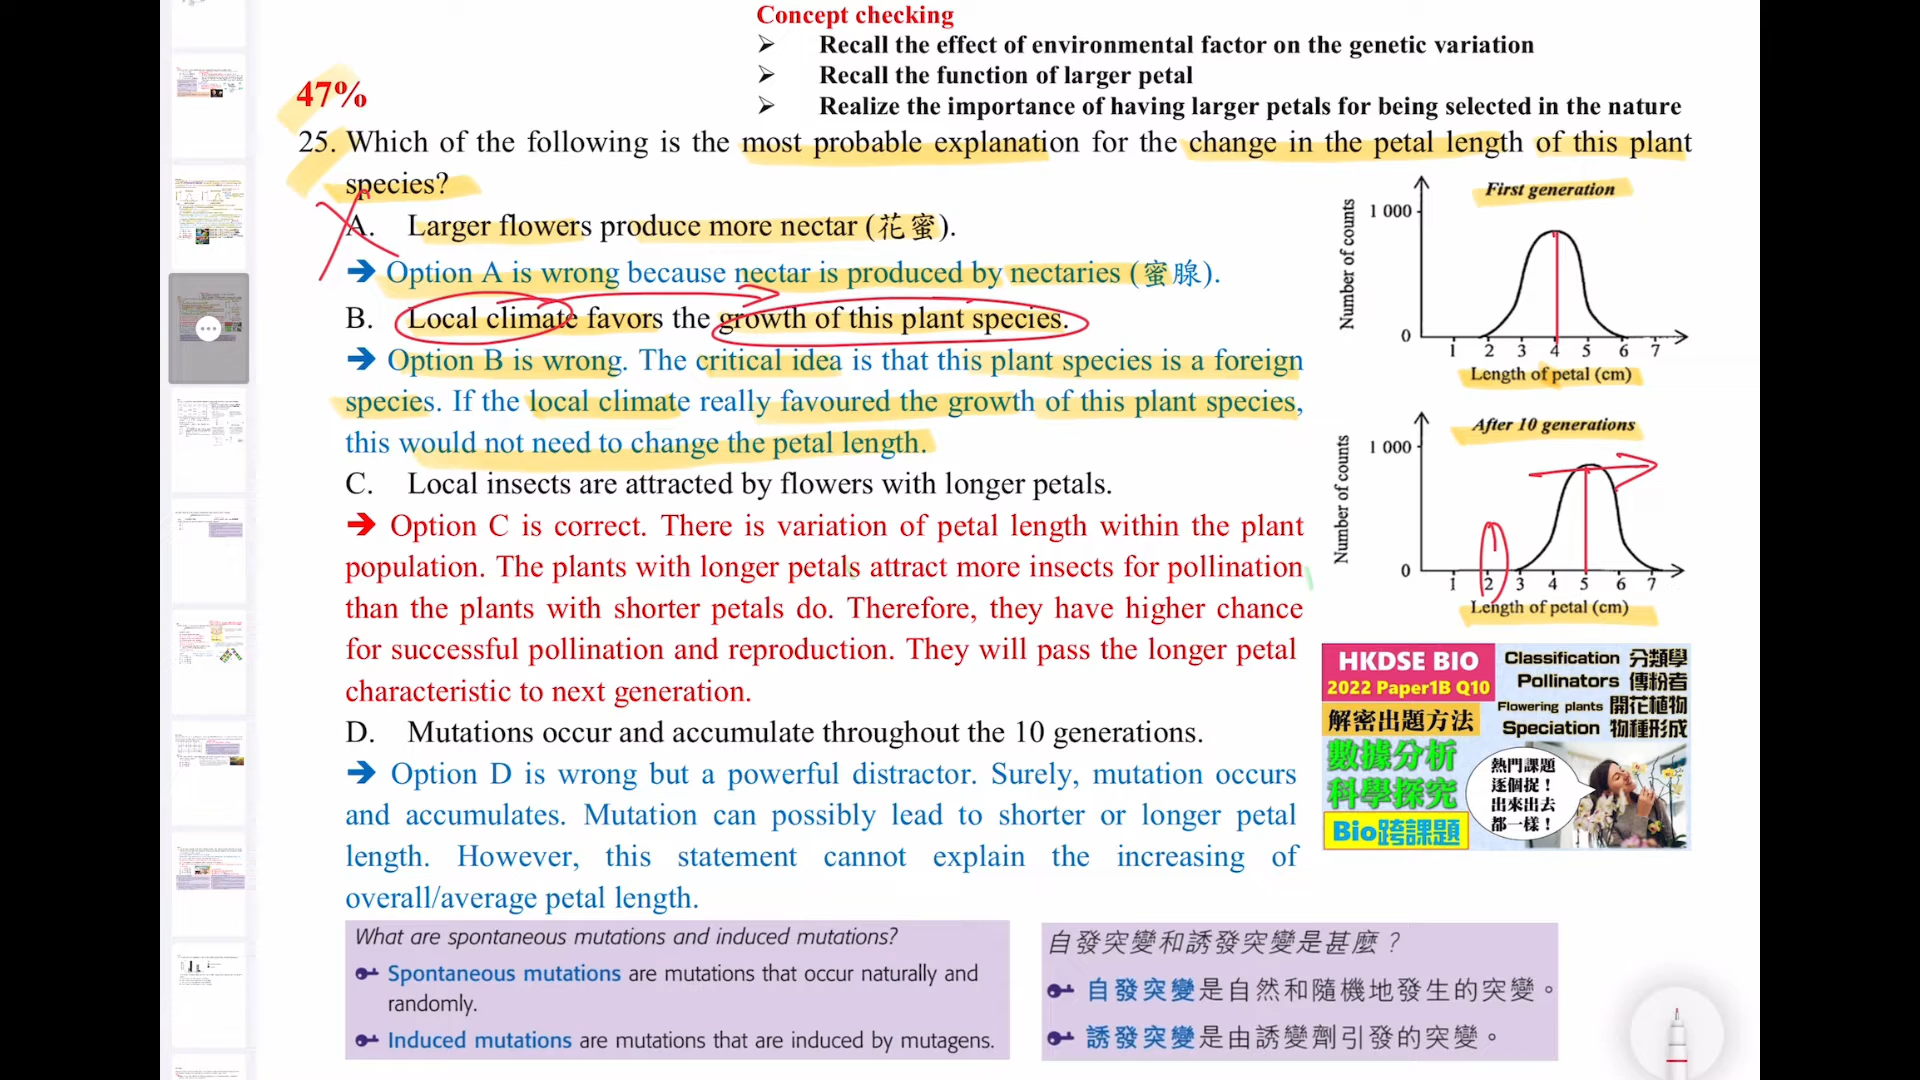 Concept checking
➢ Recall the effect of environmental factor on the genetic variation
➢ Recall the function of larger petal
➢ Realize the importance of having larger petals for being selected in the nature
47%
25. Which of the following is the most probable explanation for the change in the petal length of this plant
species?
A. Larger flowers produce more nectar (花蜜).
➔ Option A is wrong because nectar is produced by nectaries (蜜腺).
B. Local climate favors the growth of this plant species.
➔ Option B is wrong. The critical idea is that this plant species is a foreign
species. If the local climate really favoured the growth of this plant species,
this would not need to change the petal length.
C. Local insects are attracted by flowers with longer petals.
➔ Option C is correct. There is variation of petal length within the plant
population. The plants with longer petals attract more insects for pollination
than the plants with shorter petals do. Therefore, they have higher chance
for successful pollination and reproduction. They will pass the longer petal
characteristic to next generation.
D. Mutations occur and accumulate throughout the 10 generations.
➔ Option D is wrong but a powerful distractor. Surely, mutation occurs
and accumulates. Mutation can possibly lead to shorter or longer petal
length. However, this statement cannot explain the increasing of
overall/average petal length.
First generation
Number of counts
1 000
0
1 2 3 4 5 6 7
Length of petal (cm)
After 10 generations
Number of counts
1 000
0
1 2 3 4 5 6 7
Length of petal (cm)
HKDSE BIO
2022 Paper1B Q10
解密出題方法
數據分析
科學探究
Bio跨課題
Classification 分類學
Pollinators 傳粉者
Flowering plants 開花植物
Speciation 物種形成
熱門課題
逐個捉！
出來出去
都一樣！
What are spontaneous mutations and induced mutations?
Spontaneous mutations are mutations that occur naturally and
randomly.
Induced mutations are mutations that are induced by mutagens.
自發突變和誘發突變是甚麼？
自發突變是自然和隨機地發生的突變。
誘發突變是由誘變劑引發的突變。